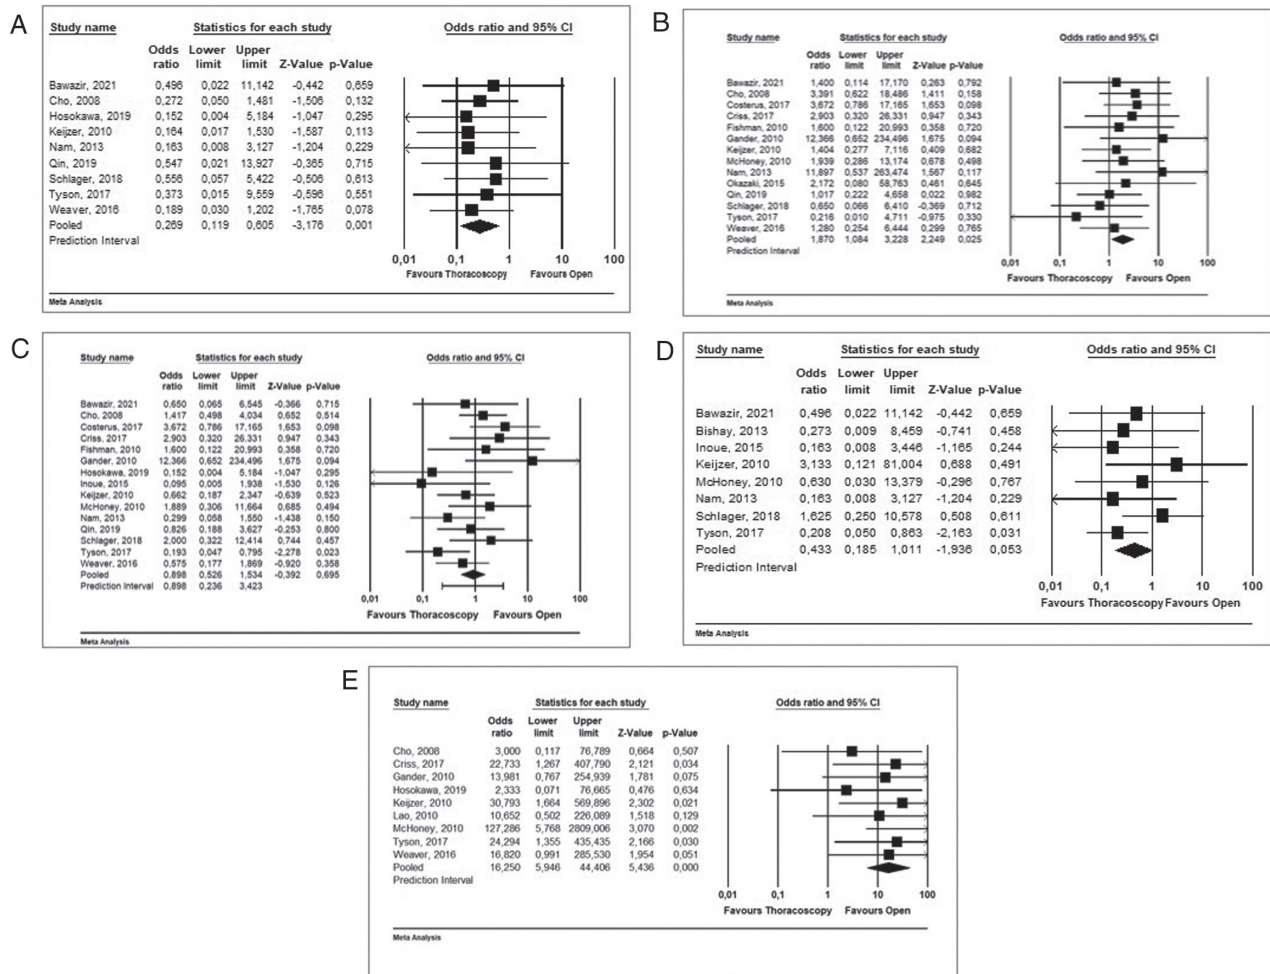 A
Study name Statistics for each study Odds ratio and 95% CI
Odds Lower Upper
ratio limit limit Z-Value p-Value
Bawazir, 2021 0,496 0,022 11,142 -0,442 0,659
Cho, 2008 0,272 0,050 1,481 -1,506 0,132
Hosokawa, 2019 0,152 0,004 5,184 -1,047 0,295
Keijzer, 2010 0,164 0,017 1,530 -1,587 0,113
Nam, 2013 0,163 0,008 3,127 -1,204 0,229
Qin, 2019 0,547 0,021 13,927 -0,365 0,715
Schlager, 2018 0,556 0,057 5,422 -0,506 0,613
Tyson, 2017 0,373 0,015 9,559 -0,596 0,551
Weaver, 2016 0,189 0,030 1,202 -1,765 0,078
Pooled 0,269 0,119 0,605 -3,176 0,001
Prediction Interval
0,01 0,1 1 10 100
Favours Thoracoscopy Favours Open
Meta Analysis
B
Study name Statistics for each study Odds ratio and 95% CI
Odds Lower Upper
ratio limit limit Z-Value p-Value
Bawazir, 2021 1,400 0,114 17,170 0,263 0,792
Cho, 2008 3,391 0,622 18,486 1,411 0,158
Costerus, 2017 3,672 0,786 17,165 1,653 0,098
Criss, 2017 2,903 0,320 26,331 0,947 0,343
Fishman, 2010 1,600 0,122 20,993 0,358 0,720
Gander, 2010 12,366 0,652 234,496 1,675 0,094
Keijzer, 2010 1,404 0,277 7,116 0,409 0,682
McHoney, 2010 1,939 0,286 13,174 0,678 0,498
Nam, 2013 11,897 0,537 263,474 1,567 0,117
Okazaki, 2015 2,172 0,080 58,763 0,461 0,645
Qin, 2019 1,017 0,222 4,658 0,022 0,982
Schlager, 2018 0,650 0,066 6,410 -0,369 0,712
Tyson, 2017 0,216 0,010 4,711 -0,975 0,330
Weaver, 2016 1,280 0,254 6,444 0,299 0,765
Pooled 1,870 1,084 3,228 2,249 0,025
Prediction Interval
0,01 0,1 1 10 100
Favours Thoracoscopy Favours Open
Meta Analysis
C
Study name Statistics for each study Odds ratio and 95% CI
Odds Lower Upper
ratio limit limit Z-Value p-Value
Bawazir, 2021 0,650 0,065 6,545 -0,366 0,715
Cho, 2008 1,417 0,498 4,034 0,652 0,514
Costerus, 2017 3,672 0,786 17,165 1,653 0,098
Criss, 2017 2,903 0,320 26,331 0,947 0,343
Fishman, 2010 1,600 0,122 20,993 0,358 0,720
Gander, 2010 12,366 0,652 234,496 1,675 0,094
Hosokawa, 2019 0,152 0,004 5,184 -1,047 0,295
Inoue, 2015 0,095 0,005 1,938 -1,530 0,126
Keijzer, 2010 0,662 0,187 2,347 -0,639 0,523
McHoney, 2010 1,889 0,306 11,664 0,685 0,494
Nam, 2013 0,299 0,058 1,550 -1,438 0,150
Qin, 2019 0,826 0,188 3,627 -0,253 0,800
Schlager, 2018 2,000 0,322 12,414 0,744 0,457
Tyson, 2017 0,193 0,047 0,795 -2,278 0,023
Weaver, 2016 0,575 0,177 1,869 -0,920 0,358
Pooled 0,898 0,526 1,534 -0,392 0,695
Prediction Interval 0,898 0,236 3,423
0,01 0,1 1 10 100
Favours Thoracoscopy Favours Open
Meta Analysis
D
Study name Statistics for each study Odds ratio and 95% CI
Odds Lower Upper
ratio limit limit Z-Value p-Value
Bawazir, 2021 0,496 0,022 11,142 -0,442 0,659
Bishay, 2013 0,273 0,009 8,459 -0,741 0,458
Inoue, 2015 0,163 0,008 3,446 -1,165 0,244
Keijzer, 2010 3,133 0,121 81,004 0,688 0,491
McHoney, 2010 0,630 0,030 13,379 -0,296 0,767
Nam, 2013 0,163 0,008 3,127 -1,204 0,229
Schlager, 2018 1,625 0,250 10,578 0,508 0,611
Tyson, 2017 0,208 0,050 0,863 -2,163 0,031
Pooled 0,433 0,185 1,011 -1,936 0,053
Prediction Interval
0,01 0,1 1 10 100
Favours Thoracoscopy Favours Open
Meta Analysis
E
Study name Statistics for each study Odds ratio and 95% CI
Odds Lower Upper
ratio limit limit Z-Value p-Value
Cho, 2008 3,000 0,117 76,789 0,664 0,507
Criss, 2017 22,733 1,267 407,790 2,121 0,034
Gander, 2010 13,981 0,767 254,939 1,781 0,075
Hosokawa, 2019 2,333 0,071 76,665 0,476 0,634
Keijzer, 2010 30,793 1,664 569,896 2,302 0,021
Lao, 2010 10,652 0,502 226,089 1,518 0,129
McHoney, 2010 127,286 5,768 2809,006 3,070 0,002
Tyson, 2017 24,294 1,355 435,435 2,166 0,030
Weaver, 2016 16,820 0,991 285,530 1,954 0,051
Pooled 16,250 5,946 44,406 5,436 0,000
Prediction Interval
0,01 0,1 1 10 100
Favours Thoracoscopy Favours Open
Meta Analysis